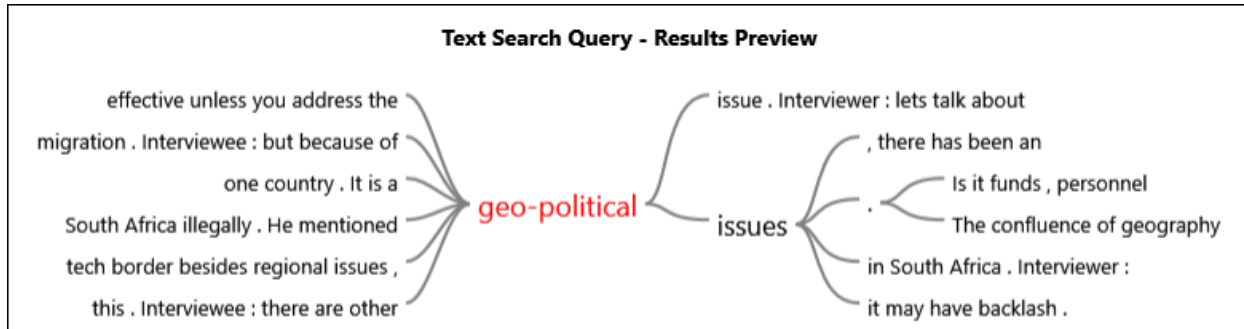 Text Search Query - Results Preview
effective unless you address the
migration . Interviewee : but because of
one country . It is a
South Africa illegally . He mentioned
tech border besides regional issues ,
this . Interviewee : there are other
geo-political
issue . Interviewer : lets talk about
issues
, there has been an
.
Is it funds , personnel
The confluence of geography
in South Africa . Interviewer :
it may have backlash .